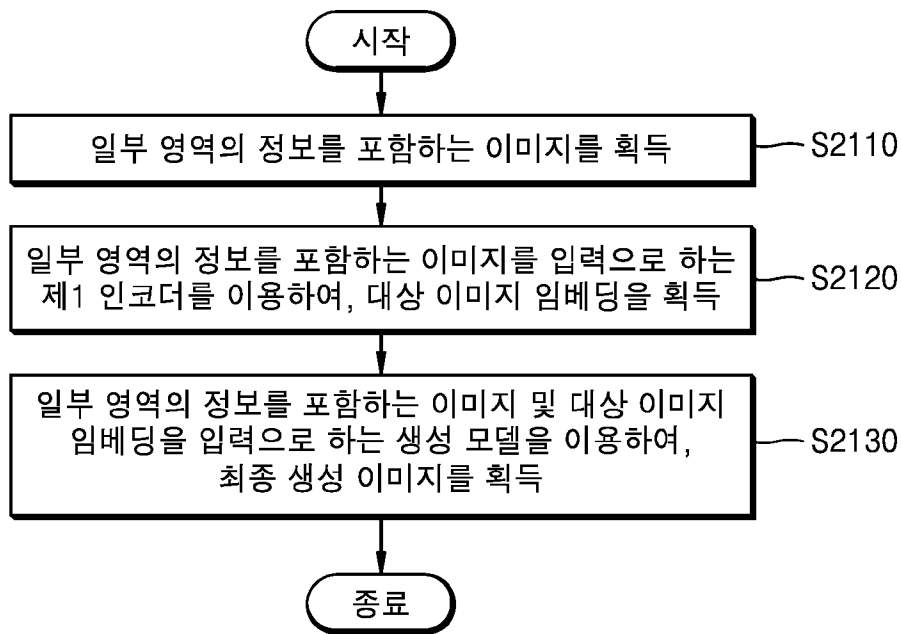 시작
일부 영역의 정보를 포함하는 이미지를 획득
S2110
일부 영역의 정보를 포함하는 이미지를 입력으로 하는
제1 인코더를 이용하여, 대상 이미지 임베딩을 획득
S2120
일부 영역의 정보를 포함하는 이미지 및 대상 이미지
임베딩을 입력으로 하는 생성 모델을 이용하여,
최종 생성 이미지를 획득
S2130
종료